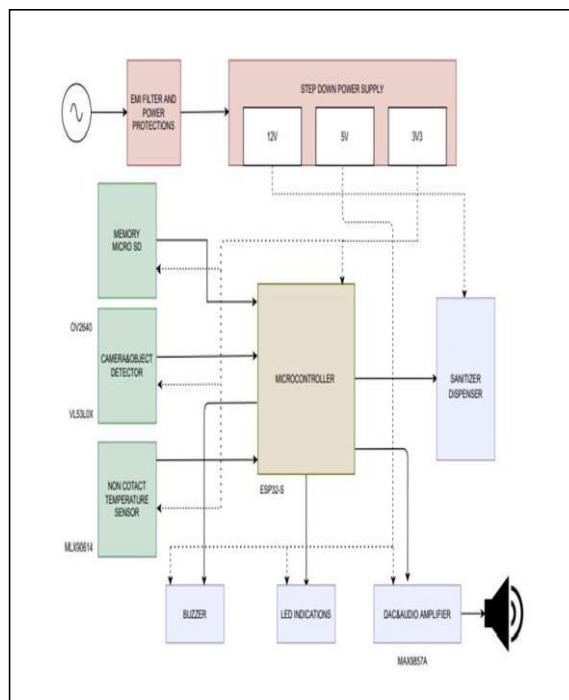 EMI FILTER AND
POWER
PROTECTIONS
STEP DOWN POWER SUPPLY
12V
5V
3V3
MEMORY
MICRO SD
OV2640
CAMERA&OBJECT
DETECTOR
VL53L0X
MICROCONTROLLER
SANITIZER
DISPENSER
NON COTACT
TEMPERATURE
SENSOR
ESP32-S
MLX90614
BUZZER
LED INDICATIONS
DAC&AUDIO AMPLIFIER
MAX9857A